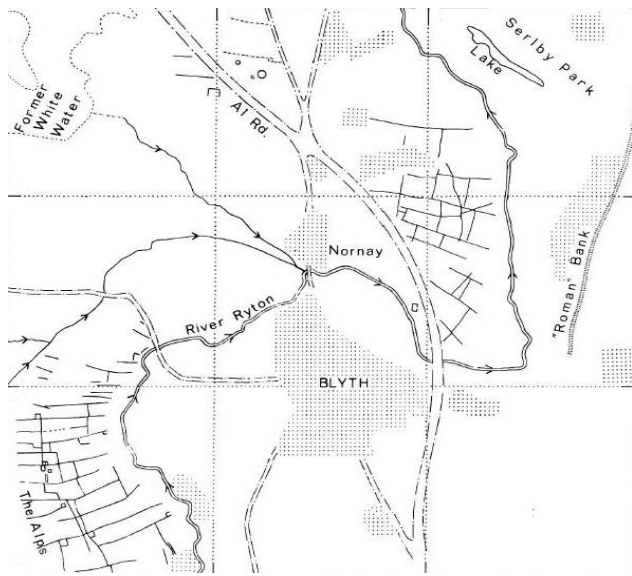 Serlby Park
Lake
Former
White
Water
A1 Rd.
Nornay
"Roman" Bank
River Ryton
BLYTH
C
B
The Alps